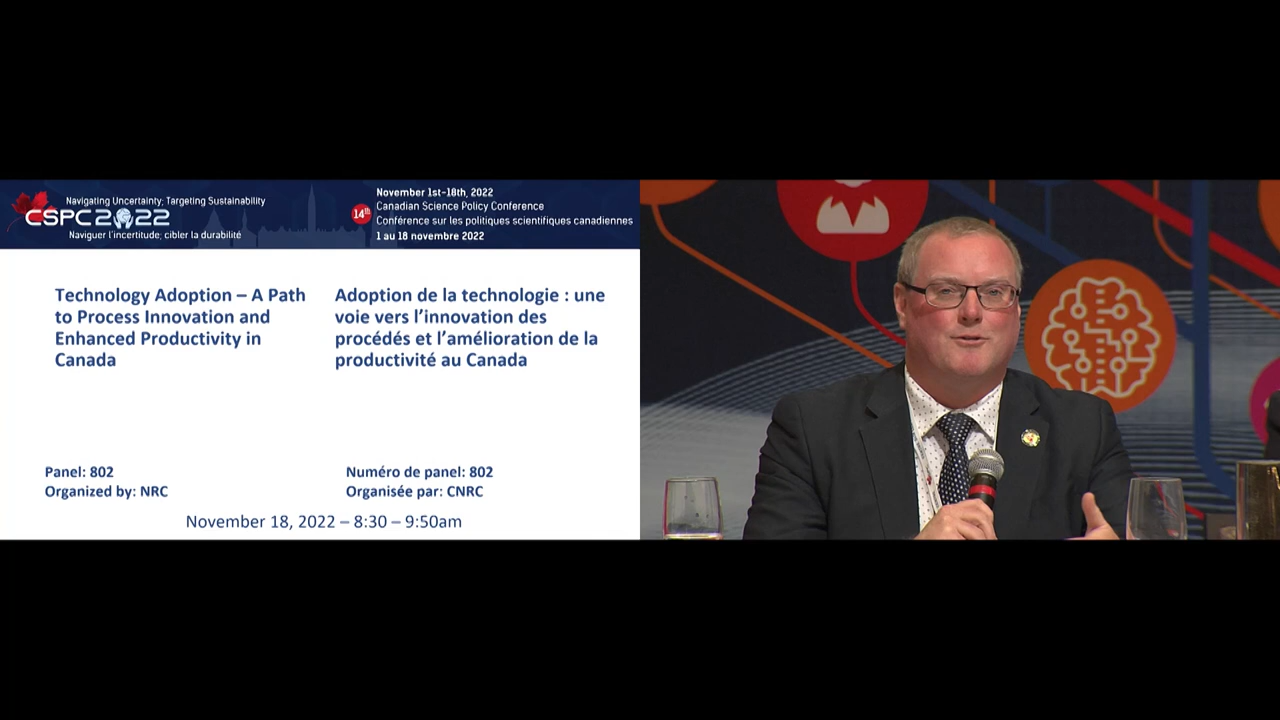 Navigating Uncertainty; Targeting Sustainability
CSPC2022
Naviguer l'incertitude; cibler la durabilité
14th
November 1st-18th, 2022
Canadian Science Policy Conference
Conférence sur les politiques scientifiques canadiennes
1 au 18 novembre 2022
Technology Adoption – A Path
to Process Innovation and
Enhanced Productivity in
Canada
Adoption de la technologie : une
voie vers l'innovation des
procédés et l'amélioration de la
productivité au Canada
Panel: 802
Organized by: NRC
Numéro de panel: 802
Organisée par: CNRC
November 18, 2022 – 8:30 – 9:50am